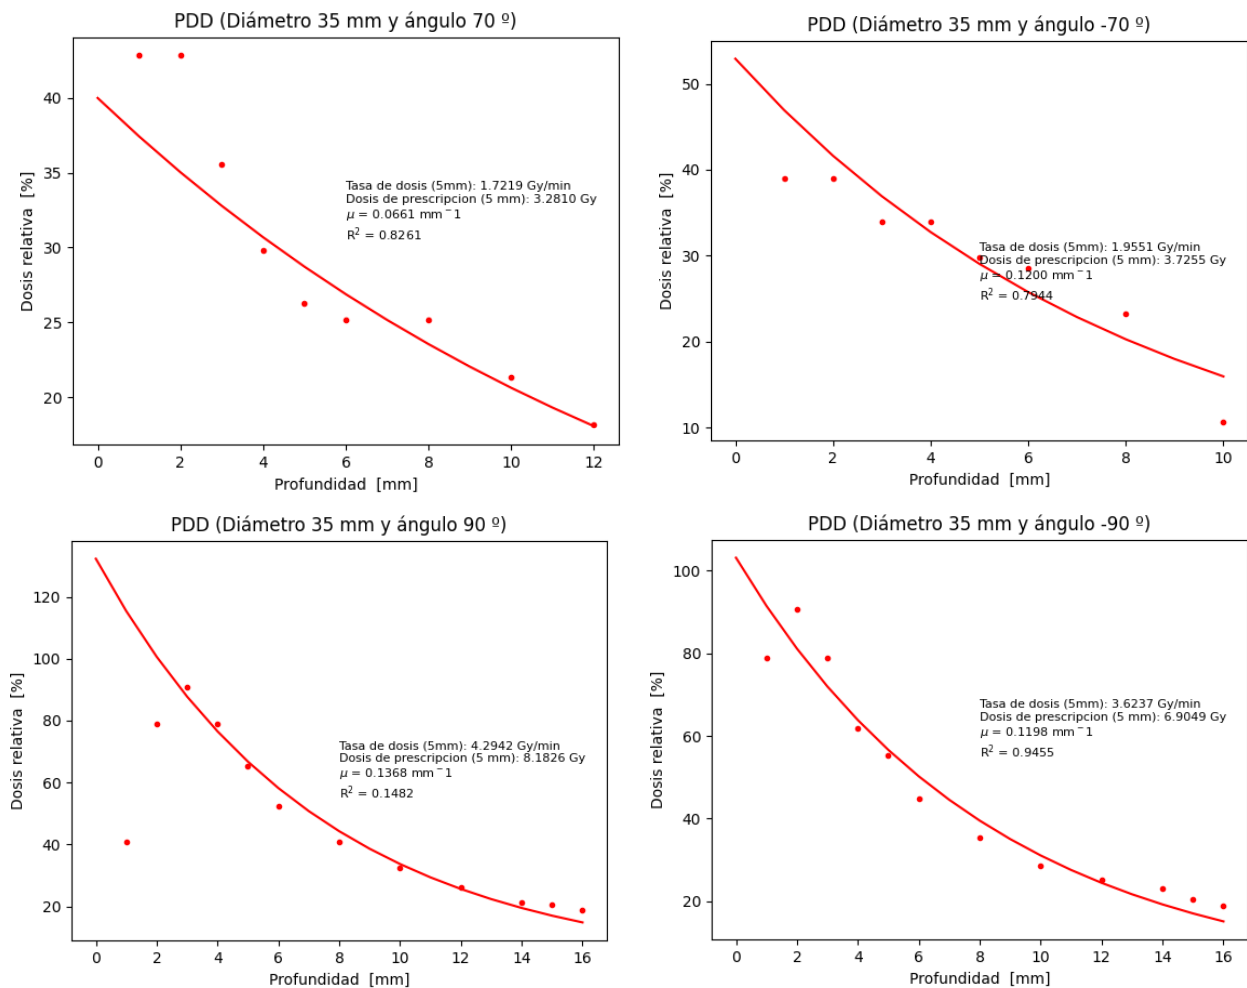 PDD (Diámetro 35 mm y ángulo 70 º)
Dosis relativa [%]
40
35
30
25
20
Tasa de dosis (5mm): 1.7219 Gy/min
Dosis de prescripcion (5 mm): 3.2810 Gy
μ = 0.0661 mm⁻1
R² = 0.8261
0 2 4 6 8 10 12
Profundidad [mm]
PDD (Diámetro 35 mm y ángulo -70 º)
Dosis relativa [%]
50
40
30
20
10
Tasa de dosis (5mm): 1.9551 Gy/min
Dosis de prescripcion (5 mm): 3.7255 Gy
μ = 0.1200 mm⁻1
R² = 0.7944
0 2 4 6 8 10
Profundidad [mm]
PDD (Diámetro 35 mm y ángulo 90 º)
Dosis relativa [%]
120
100
80
60
40
20
Tasa de dosis (5mm): 4.2942 Gy/min
Dosis de prescripcion (5 mm): 8.1826 Gy
μ = 0.1368 mm⁻1
R² = 0.1482
0 2 4 6 8 10 12 14 16
Profundidad [mm]
PDD (Diámetro 35 mm y ángulo -90 º)
Dosis relativa [%]
100
80
60
40
20
Tasa de dosis (5mm): 3.6237 Gy/min
Dosis de prescripcion (5 mm): 6.9049 Gy
μ = 0.1198 mm⁻1
R² = 0.9455
0 2 4 6 8 10 12 14 16
Profundidad [mm]